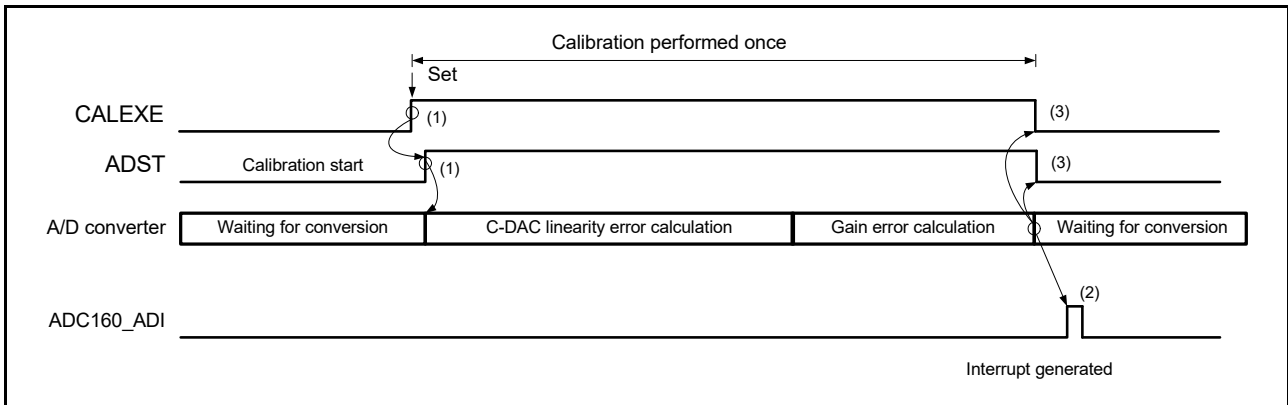 Calibration performed once
Set
CALEXE
(1)
(3)
ADST
Calibration start
(1)
(3)
A/D converter
Waiting for conversion
C-DAC linearity error calculation
Gain error calculation
Waiting for conversion
(2)
ADC160_ADI
Interrupt generated